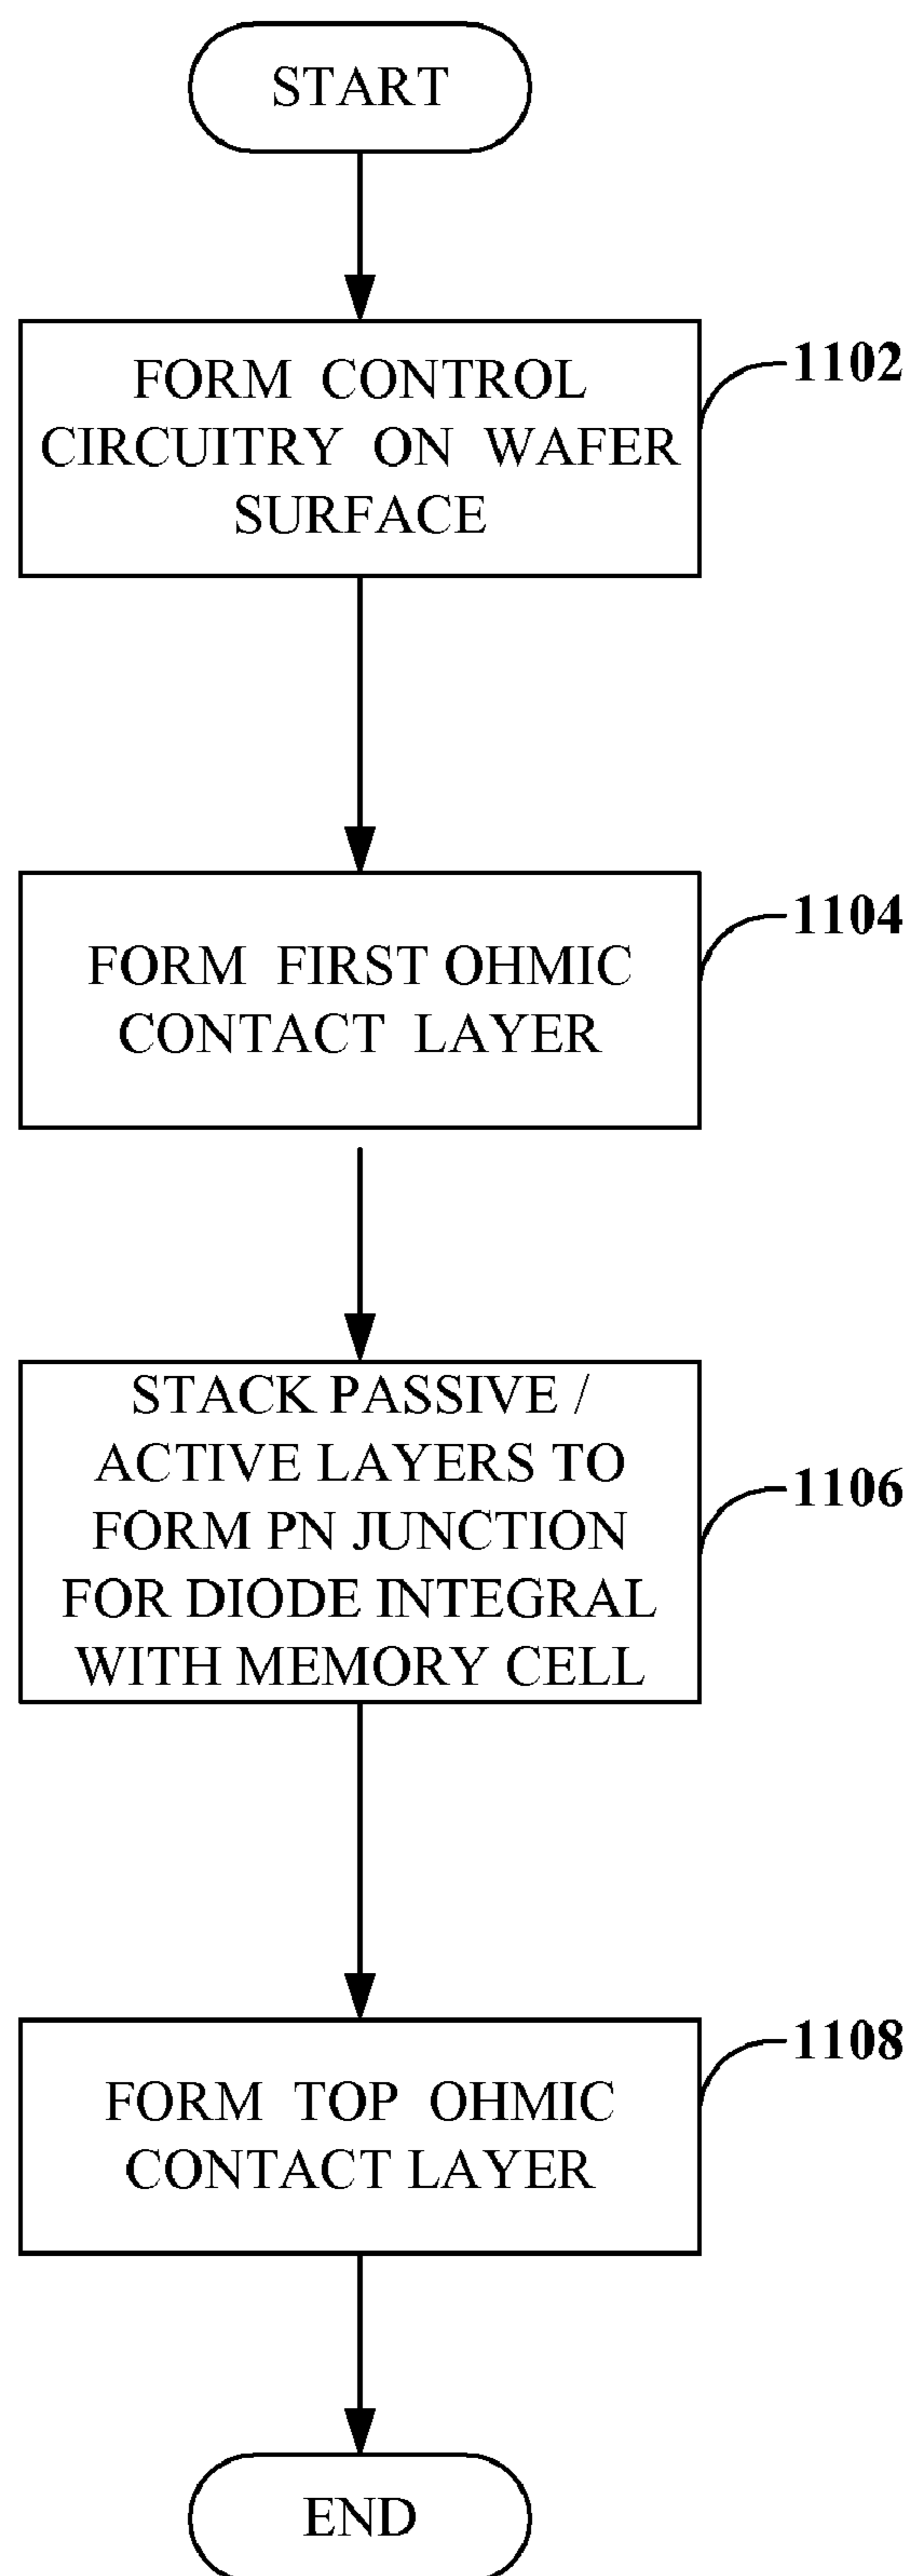 START
FORM CONTROL
CIRCUITRY ON WAFER
SURFACE
1102
FORM FIRST OHMIC
CONTACT LAYER
1104
STACK PASSIVE /
ACTIVE LAYERS TO
FORM PN JUNCTION
FOR DIODE INTEGRAL
WITH MEMORY CELL
1106
FORM TOP OHMIC
CONTACT LAYER
1108
END